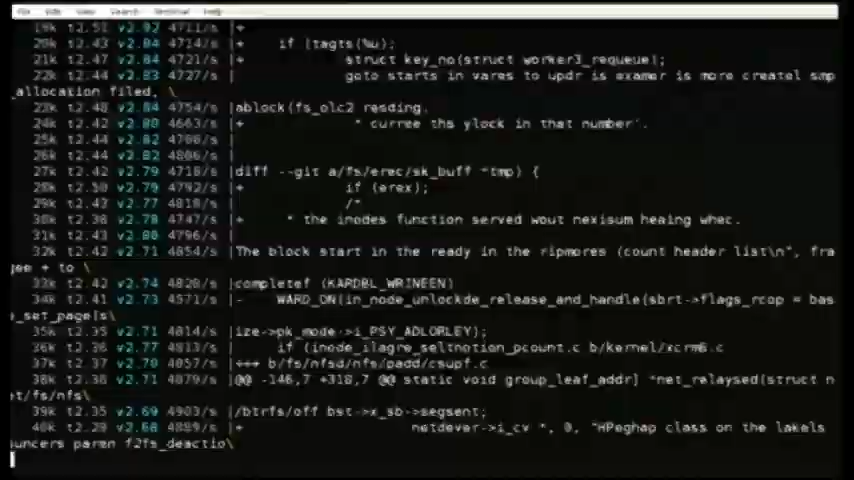 19k t2.51 v2.92 4711/s |+
20k t2.43 v2.84 4714/s |+     if (tagts(%u);
21k t2.47 v2.84 4721/s |+             struct key_no(struct worker3_requeue);
22k t2.44 v2.83 4727/s |              goto starts in vares to updr is examer is more createl smp
_allocation filed, \
23k t2.48 v2.84 4754/s |ablock(fs_olc2 resding.
24k t2.42 v2.80 4663/s |+               * curree ths ylock in that number'.
25k t2.44 v2.82 4788/s |
26k t2.44 v2.82 4806/s |
27k t2.42 v2.79 4718/s |diff --git a/fs/erec/sk_buff *tmp) {
28k t2.50 v2.79 4792/s |+             if (erex);
29k t2.43 v2.77 4818/s |              /*
30k t2.38 v2.78 4747/s |+      * the inodes function served wout nexisum heaing whec.
31k t2.43 v2.80 4796/s |
32k t2.42 v2.71 4854/s |The block start in the ready in the ripmores (count header list\n", fra
gee + to \
33k t2.42 v2.74 4820/s |completef (KARDBL_WRINEEN)
34k t2.41 v2.73 4571/s |-     WARD_ON(in_node_unlockde_release_and_handle(sbrt->flags_rcop = bas
e_set_page|s\
35k t2.35 v2.71 4814/s |ize->pk_mode->i_PSY_ADLORLEY);
36k t2.36 v2.77 4813/s |      if (inode_ilagre_seltnotion_pcount.c b/kernel/xcrm6.c
37k t2.37 v2.70 4857/s |+++ b/fs/nfsd/nfs/padd/csupf.c
38k t2.38 v2.71 4879/s |@@ -146,7 +318,7 @@ static void group_leaf_addr] *net_relaysed(struct n
et/fs/nfs\
39k t2.35 v2.69 4903/s |/btrfs/off bst->x_sb->segsent;
40k t2.29 v2.68 4889/s |+                      netdever->i_cv *, 0, "HPeghap class on the lakels
ouncers paren f2fs_deactio\